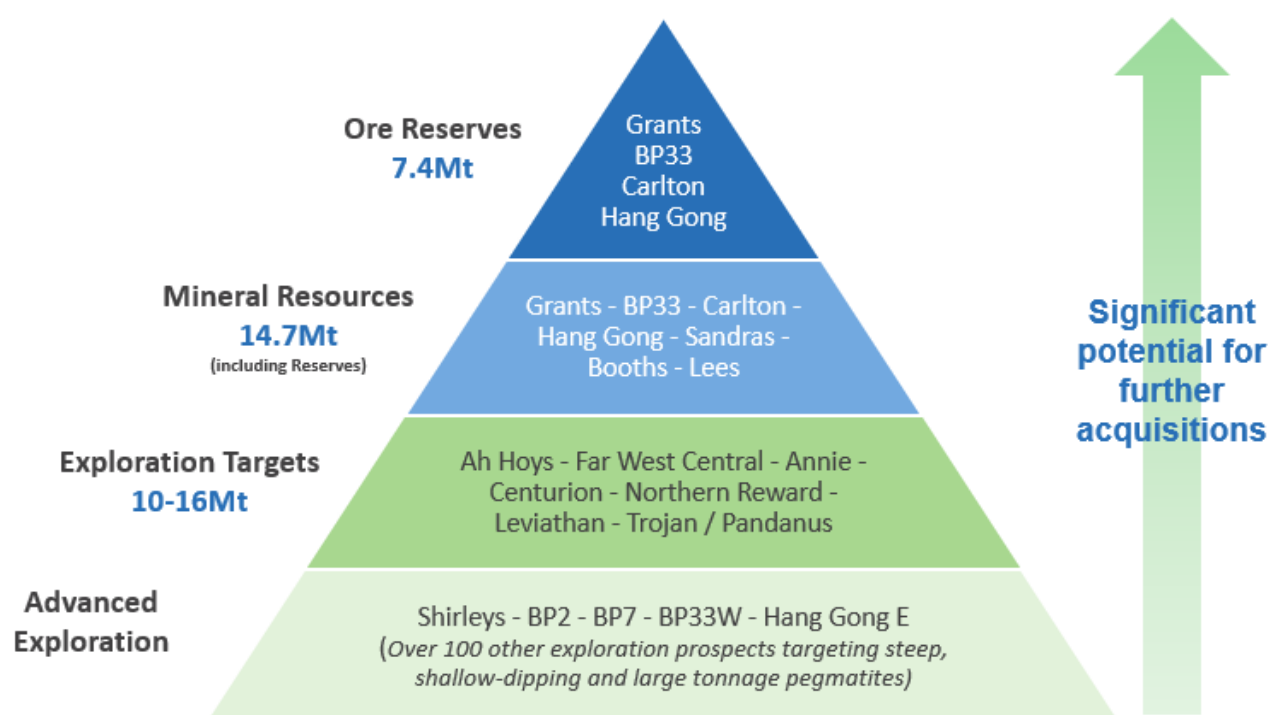 Ore Reserves
7.4Mt
Grants
BP33
Carlton
Hang Gong
Mineral Resources
14.7Mt
(including Reserves)
Grants - BP33 - Carlton -
Hang Gong - Sandras -
Booths - Lees
Exploration Targets
10-16Mt
Ah Hoys - Far West Central - Annie -
Centurion - Northern Reward -
Leviathan - Trojan / Pandanus
Advanced
Exploration
Shirleys - BP2 - BP7 - BP33W - Hang Gong E
(Over 100 other exploration prospects targeting steep,
shallow-dipping and large tonnage pegmatites)
Significant
potential for
further
acquisitions